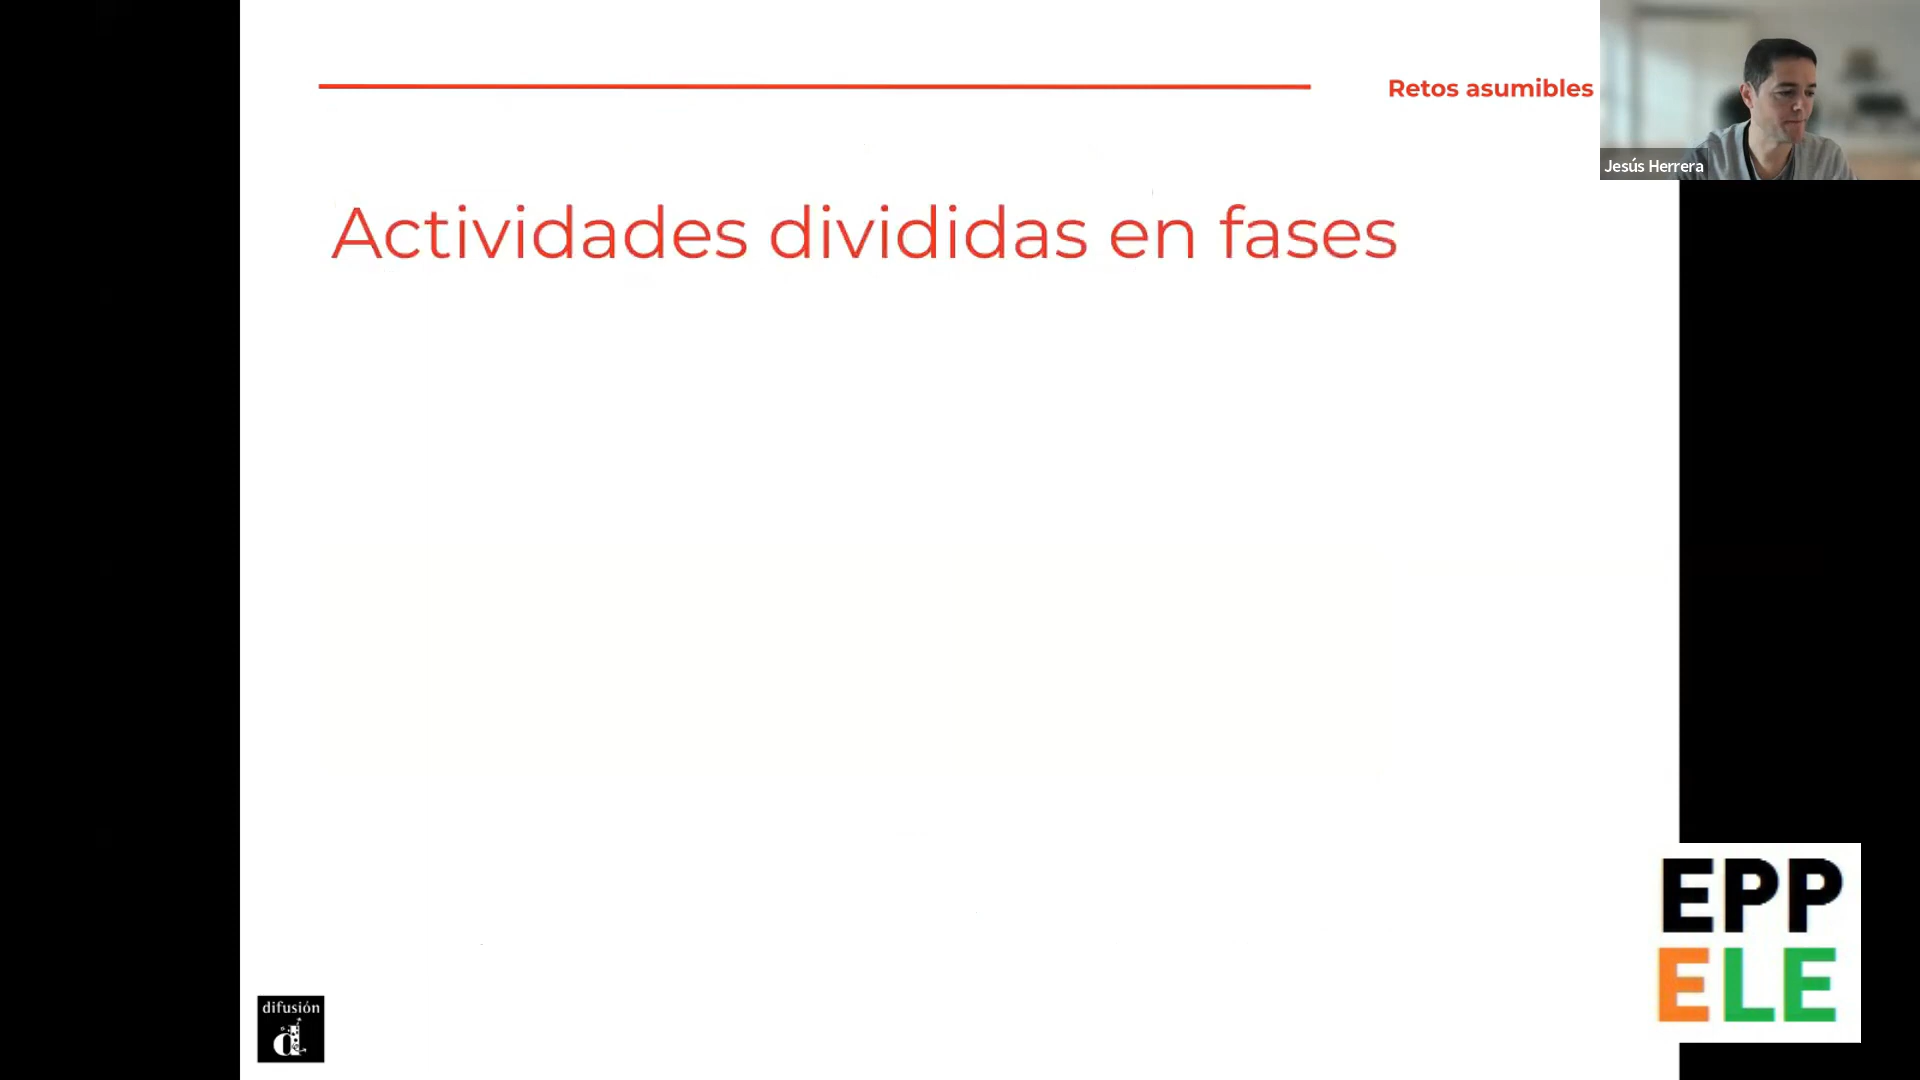 Retos asumibles
Jesús Herrera
Actividades divididas en fases
EPP
ELE
difusión
d